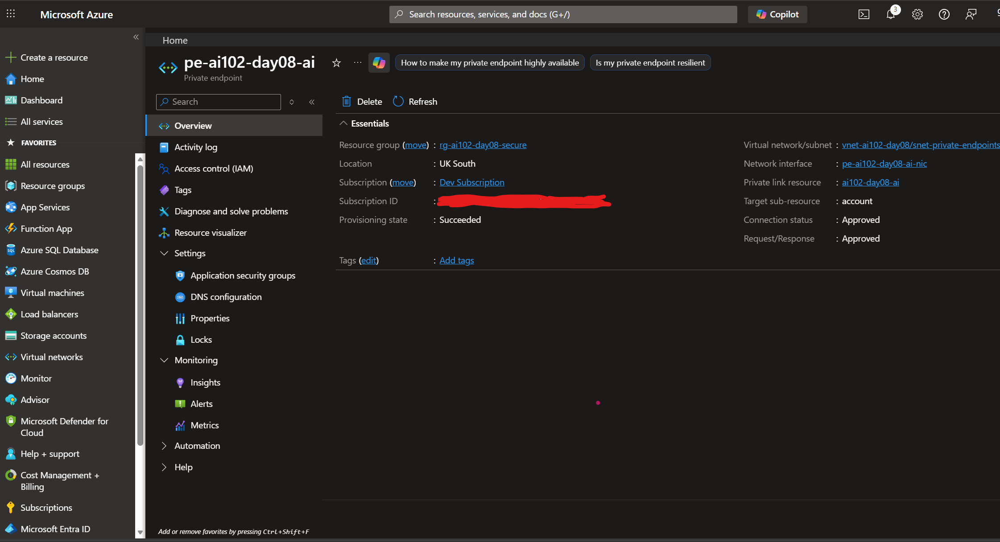 Microsoft Azure
Search resources, services, and docs (G+/)
Copilot
3
Create a resource
Home
Dashboard
All services
FAVORITES
All resources
Resource groups
App Services
Function App
Azure SQL Database
Azure Cosmos DB
Virtual machines
Load balancers
Storage accounts
Virtual networks
Monitor
Advisor
Microsoft Defender for
Cloud
Help + support
Cost Management +
Billing
Subscriptions
Microsoft Entra ID
Home
pe-ai102-day08-ai
Private endpoint
How to make my private endpoint highly available
Is my private endpoint resilient
Search
Overview
Activity log
Access control (IAM)
Tags
Diagnose and solve problems
Resource visualizer
Settings
Application security groups
DNS configuration
Properties
Locks
Monitoring
Insights
Alerts
Metrics
Automation
Help
Add or remove favorites by pressing Ctrl+Shift+F
Delete
Refresh
Essentials
Resource group (move) : rg-ai102-day08-secure
Location : UK South
Subscription (move) : Dev Subscription
Subscription ID :
Provisioning state : Succeeded
Tags (edit) : Add tags
Virtual network/subnet : vnet-ai102-day08/snet-private-endpoints
Network interface : pe-ai102-day08-ai-nic
Private link resource : ai102-day08-ai
Target sub-resource : account
Connection status : Approved
Request/Response : Approved